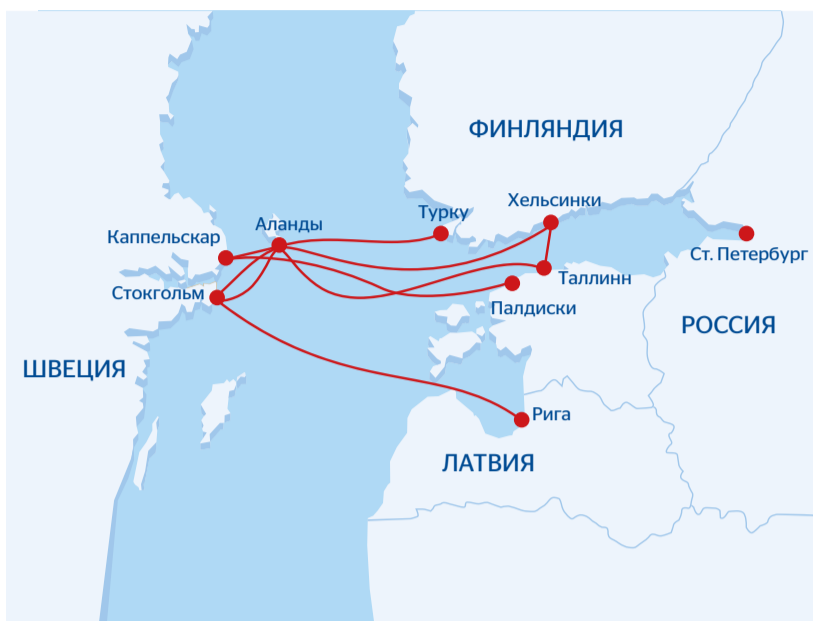 ФИНЛЯНДИЯ
Хельсинки
Турку
Аланды
Каппельскар
Ст. Петербург
Таллинн
Стокгольм
Палдиски
РОССИЯ
ШВЕЦИЯ
Рига
ЛАТВИЯ